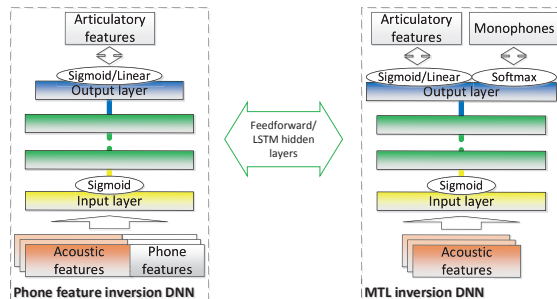 Articulatory
features
Sigmoid/Linear
Output layer
Sigmoid
Input layer
Acoustic
features
Phone
features
Phone feature inversion DNN
Feedforward/
LSTM hidden
layers
Articulatory
features
Monophones
Sigmoid/Linear
Softmax
Output layer
Sigmoid
Input layer
Acoustic
features
MTL inversion DNN